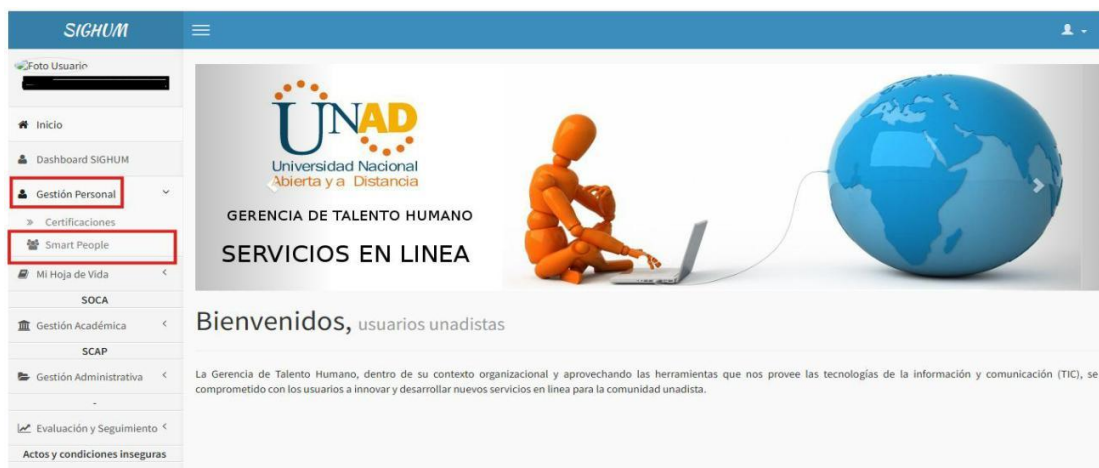 SIGHUM
Foto Usuario
Inicio
Dashboard SIGHUM
Gestión Personal
Certificaciones
Smart People
Mi Hoja de Vida
SOCA
Gestión Académica
SCAP
Gestión Administrativa
-
Evaluación y Seguimiento
Actos y condiciones inseguras
UNAD
Universidad Nacional
Abierta y a Distancia
GERENCIA DE TALENTO HUMANO
SERVICIOS EN LINEA
Bienvenidos, usuarios unadistas
La Gerencia de Talento Humano, dentro de su contexto organizacional y aprovechando las herramientas que nos provee las tecnologías de la información y comunicación (TIC), se
comprometido con los usuarios a innovar y desarrollar nuevos servicios en linea para la comunidad unadista.